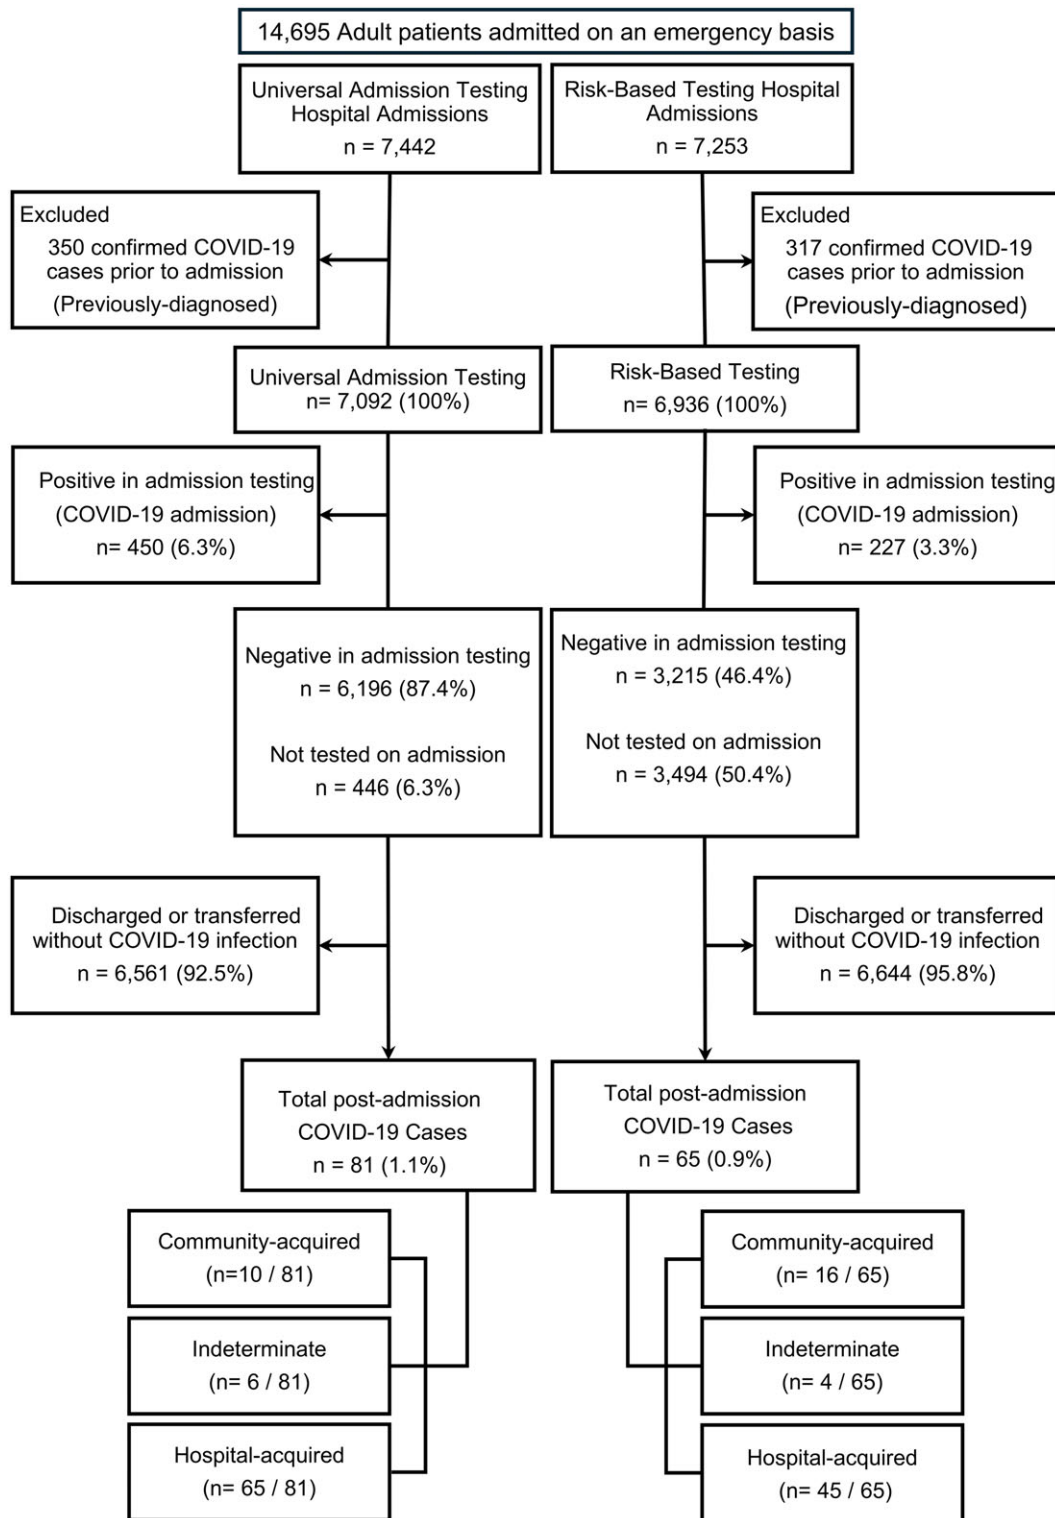 14,695 Adult patients admitted on an emergency basis
Universal Admission Testing
Hospital Admissions
n = 7,442
Risk-Based Testing Hospital
Admissions
n = 7,253
Excluded
350 confirmed COVID-19
cases prior to admission
(Previously-diagnosed)
Excluded
317 confirmed COVID-19
cases prior to admission
(Previously-diagnosed)
Universal Admission Testing
n= 7,092 (100%)
Risk-Based Testing
n= 6,936 (100%)
Positive in admission testing
(COVID-19 admission)
n= 450 (6.3%)
Positive in admission testing
(COVID-19 admission)
n= 227 (3.3%)
Negative in admission testing
n = 6,196 (87.4%)
Not tested on admission
n = 446 (6.3%)
Negative in admission testing
n = 3,215 (46.4%)
Not tested on admission
n = 3,494 (50.4%)
Discharged or transferred
without COVID-19 infection
n = 6,561 (92.5%)
Discharged or transferred
without COVID-19 infection
n = 6,644 (95.8%)
Total post-admission
COVID-19 Cases
n = 81 (1.1%)
Total post-admission
COVID-19 Cases
n = 65 (0.9%)
Community-acquired
(n=10 / 81)
Indeterminate
(n= 6 / 81)
Hospital-acquired
(n= 65 / 81)
Community-acquired
(n= 16 / 65)
Indeterminate
(n= 4 / 65)
Hospital-acquired
(n= 45 / 65)